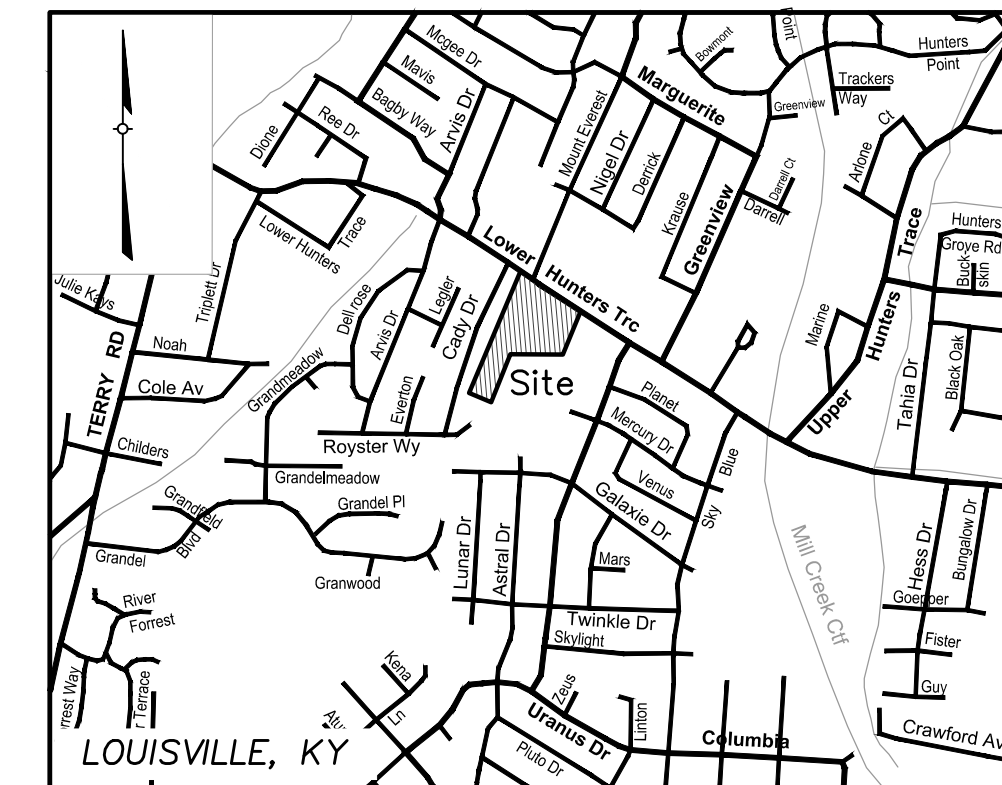 Point
Hunters
Point
Bowmont
Mcgee Dr
Mavis
Marguerite
Trackers
Way
Bagby Way
Greenview
Arvis Dr
Ree Dr
Mount Everest
Ct
Dione
Nigel Dr
Arlone
Derrick
Darrell Ct
Krause
Darrell
Greenview
Trace
Lower Hunters
Trace
Lower
Hunters Trc
Hunters
Grove Rd
Buck-
skin
Julie Kays
Triplett Dr
Dell rose
Legler
Cady Dr
Arvis Dr
Marine
Hunters
TERRY RD
Noah
Cole Av
Grandmeadow
Everton
Site
Planet
Upper
Tahia Dr
Black Oak
Mercury Dr
Royster Wy
Childers
Blue
Sky
Venus
Grandelmeadow
Galaxie Dr
Grandel Pl
Grandfield
Blvd
Grandel
Lunar Dr
Astral Dr
Mars
Mill Creek Ctf
Hess Dr
Bungalow Dr
Granwood
River
Forrest
Goepper
Twinkle Dr
Skylight
Fister
Kena
Ln
Zeus
Guy
rrest Way
r Terrace
Atu
Uranus Dr
Linton
Columbia
Crawford Av
Pluto Dr
LOUISVILLE, KY